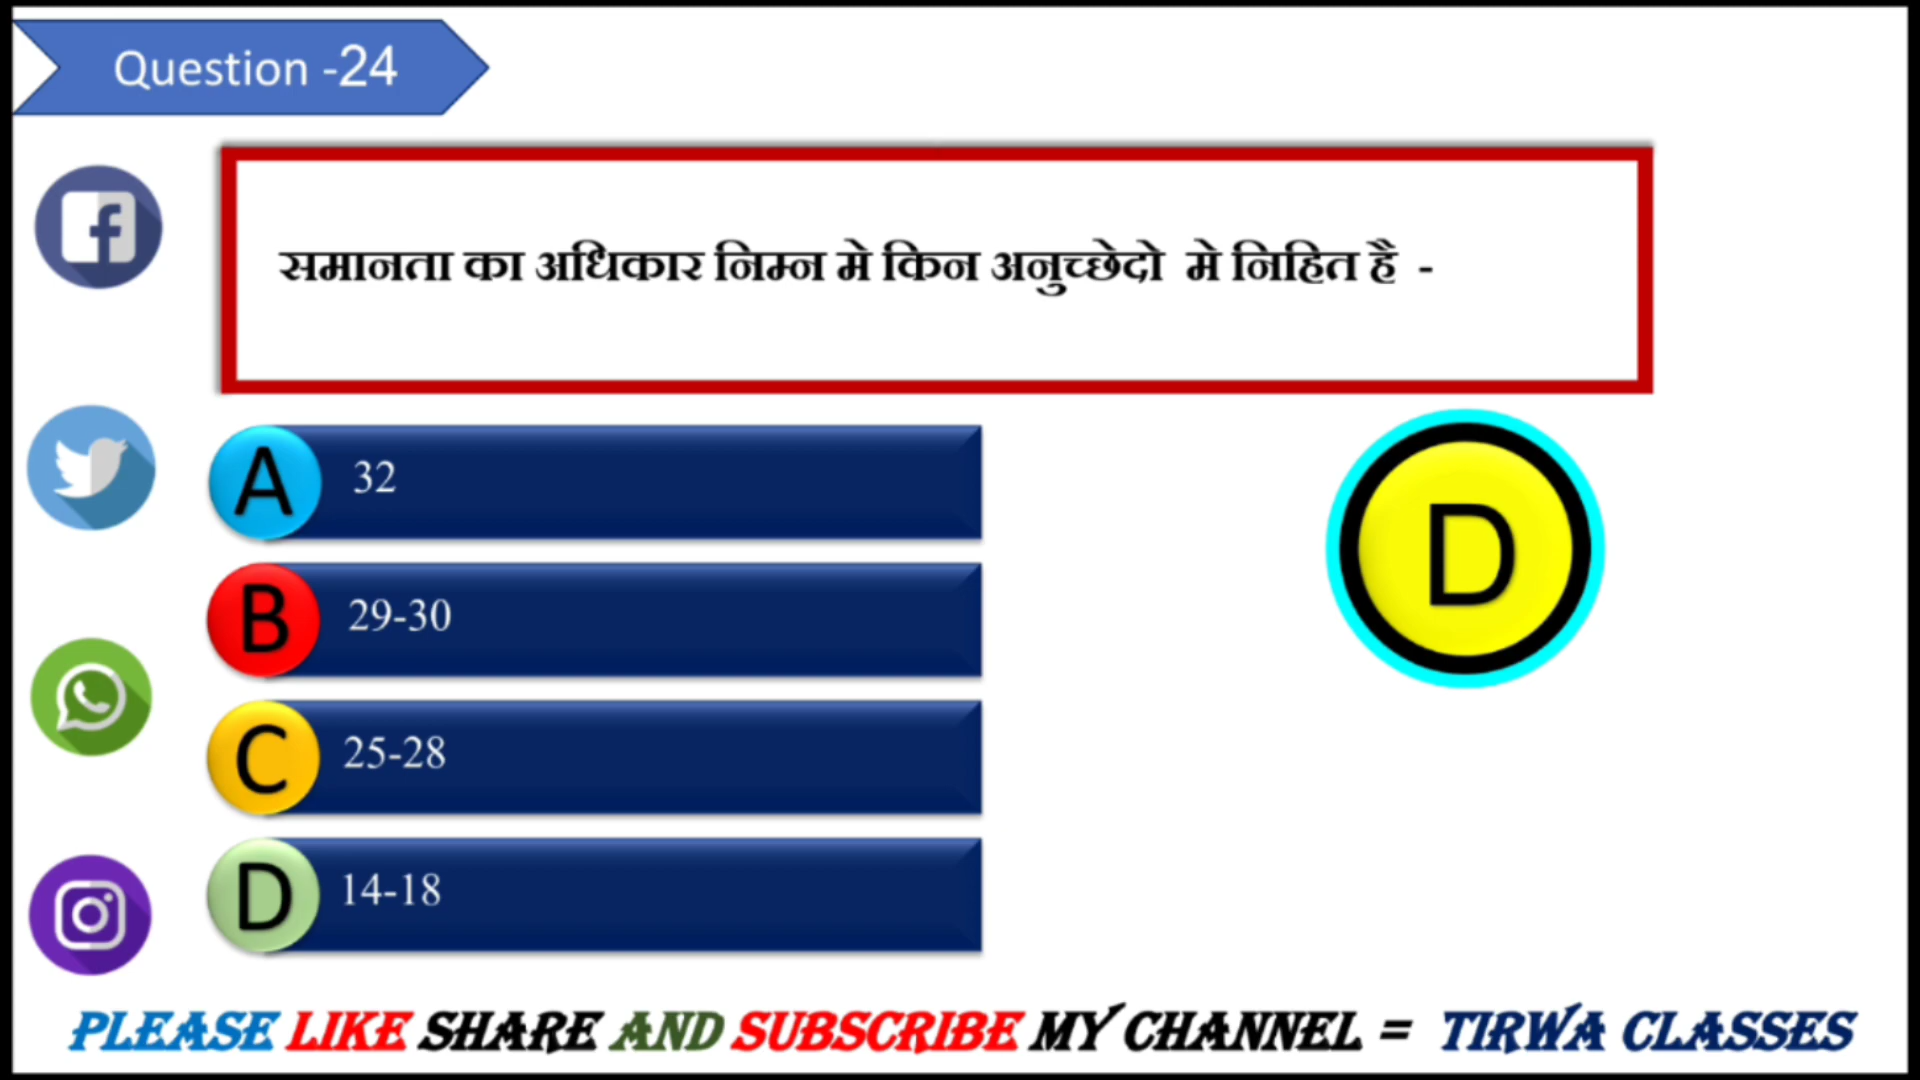 Question -24
समानता का अधिकार निम्न मे किन अनुच्छेदो मे निहित है -
A 32
B 29-30
C 25-28
D 14-18
D
PLEASE LIKE SHARE AND SUBSCRIBE MY CHANNEL = TIRWA CLASSES